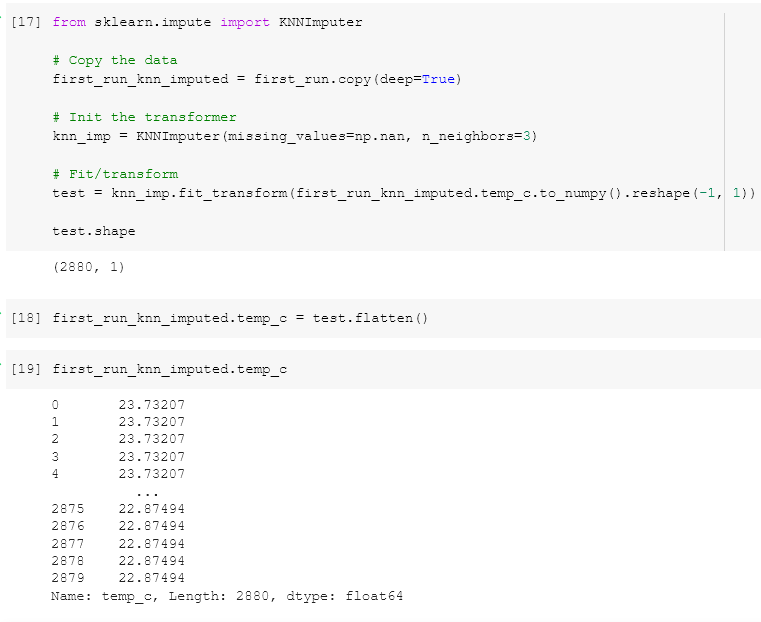 [17] from sklearn.impute import KNNImputer
# Copy the data
first_run_knn_imputed = first_run.copy(deep=True)
# Init the transformer
knn_imp = KNNImputer(missing_values=np.nan, n_neighbors=3)
# Fit/transform
test = knn_imp.fit_transform(first_run_knn_imputed.temp_c.to_numpy().reshape(-1, 1))
test.shape
(2880, 1)
[18] first_run_knn_imputed.temp_c = test.flatten()
[19] first_run_knn_imputed.temp_c
0 23.73207
1 23.73207
2 23.73207
3 23.73207
4 23.73207
...
2875 22.87494
2876 22.87494
2877 22.87494
2878 22.87494
2879 22.87494
Name: temp_c, Length: 2880, dtype: float64